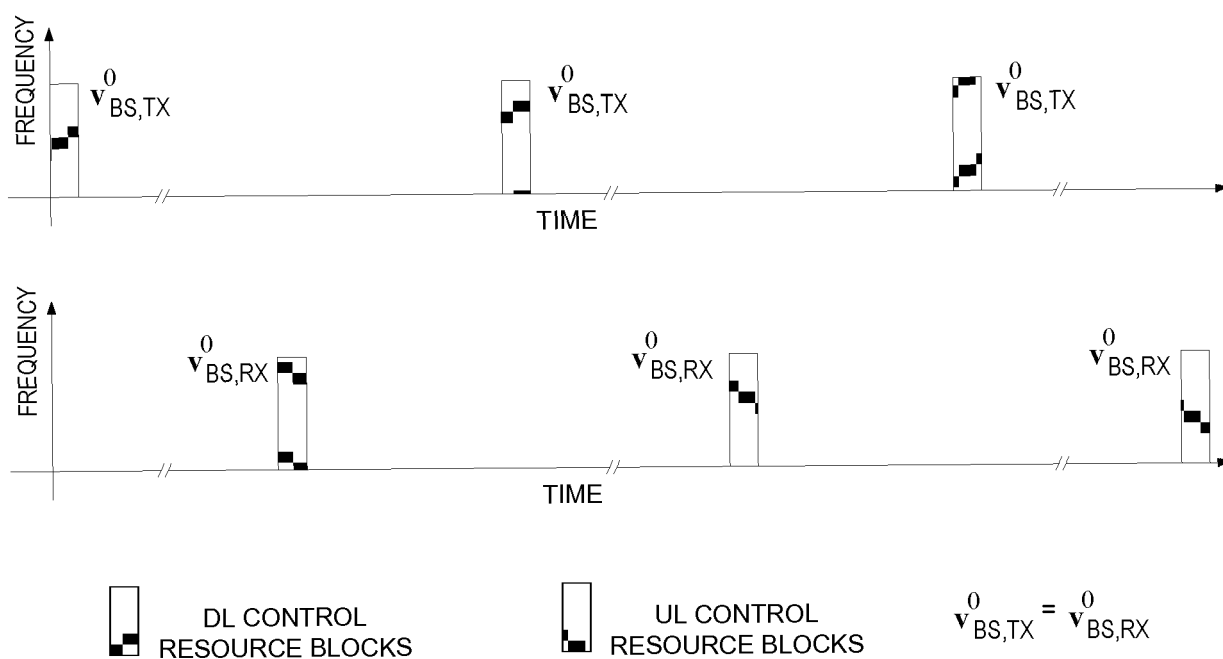 FREQUENCY
v⁰BS,TX
v⁰BS,TX
v⁰BS,TX
TIME
FREQUENCY
v⁰BS,RX
v⁰BS,RX
v⁰BS,RX
TIME
DL CONTROL
RESOURCE BLOCKS
UL CONTROL
RESOURCE BLOCKS
v⁰BS,TX = v⁰BS,RX